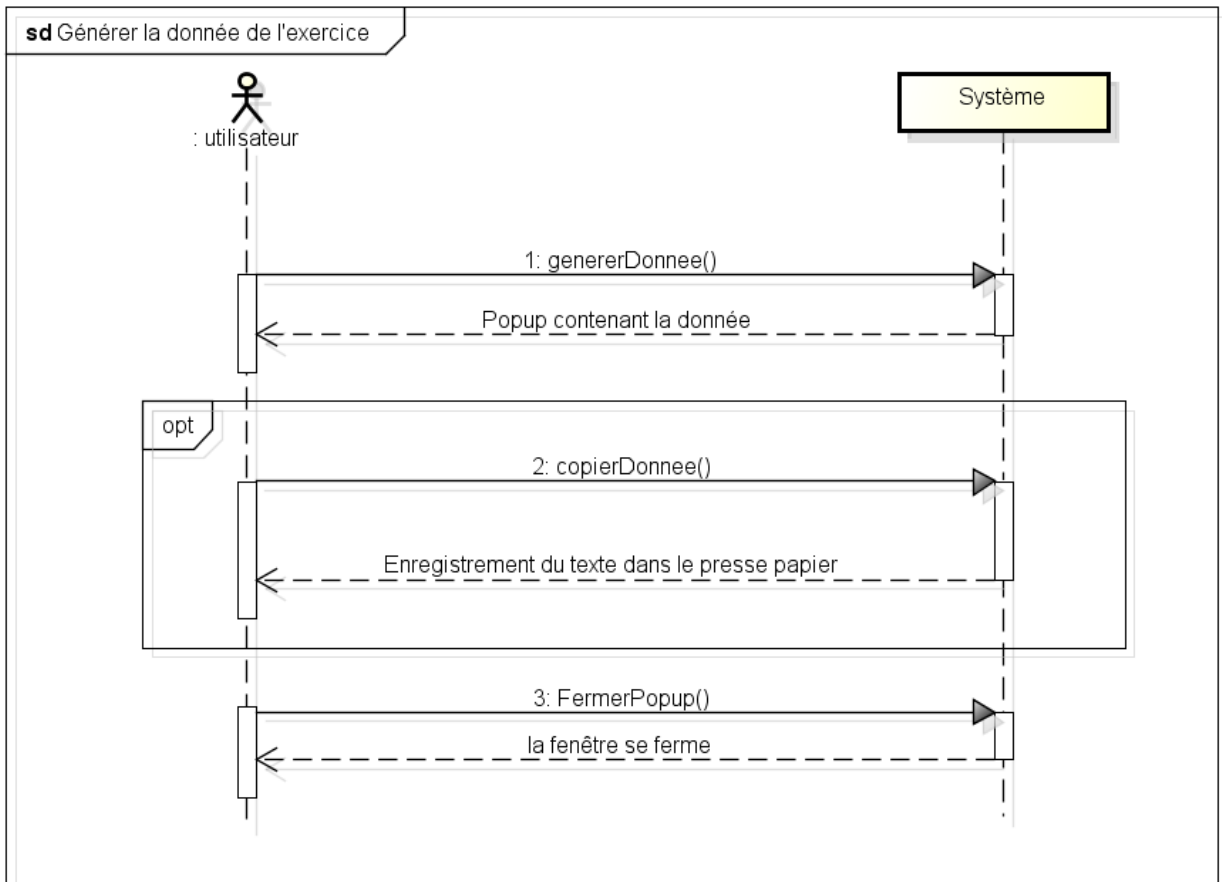 sd Générer la donnée de l'exercice
: utilisateur
Système
1: genererDonnee()
Popup contenant la donnée
opt
2: copierDonnee()
Enregistrement du texte dans le presse papier
3: FermerPopup()
la fenêtre se ferme